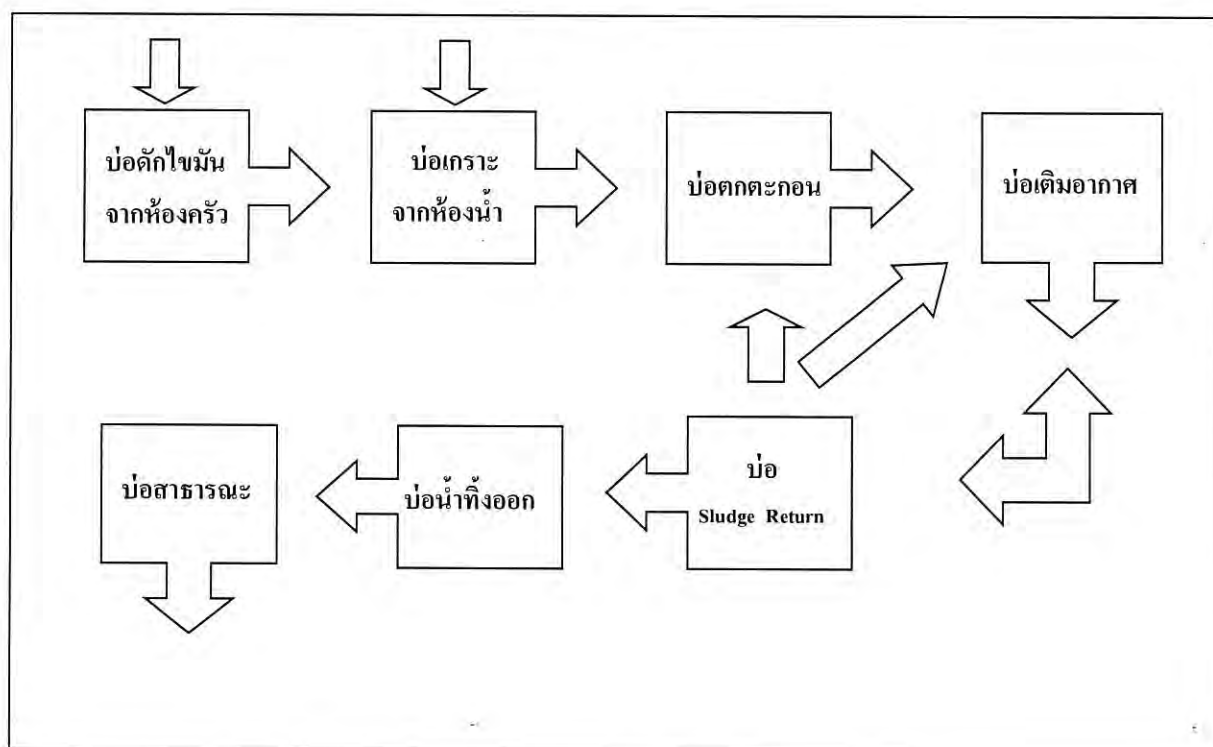 บ่อดักไขมัน
จากห้องครัว
บ่อเกราะ
จากห้องน้ำ
บ่อตกตะกอน
บ่อเติมอากาศ
บ่อสาธารณะ
บ่อน้ำทิ้งออก
บ่อ
Sludge Return